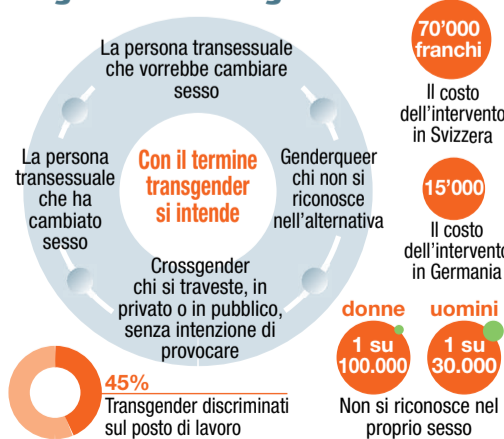 La persona transessuale
che vorrebbe cambiare
sesso
La persona
transessuale
che ha
cambiato
sesso
Con il termine
transgender
si intende
Genderqueer
chi non si
riconosce
nell'alternativa
Crossgender
chi si traveste, in
privato o in pubblico,
senza intenzione di
provocare
70'000
franchi
Il costo
dell'intervento
in Svizzera
15'000
Il costo
dell'intervento
in Germania
donne
1 su
100.000
uomini
1 su
30.000
Non si riconosce nel
proprio sesso
45%
Transgender discriminati
sul posto di lavoro